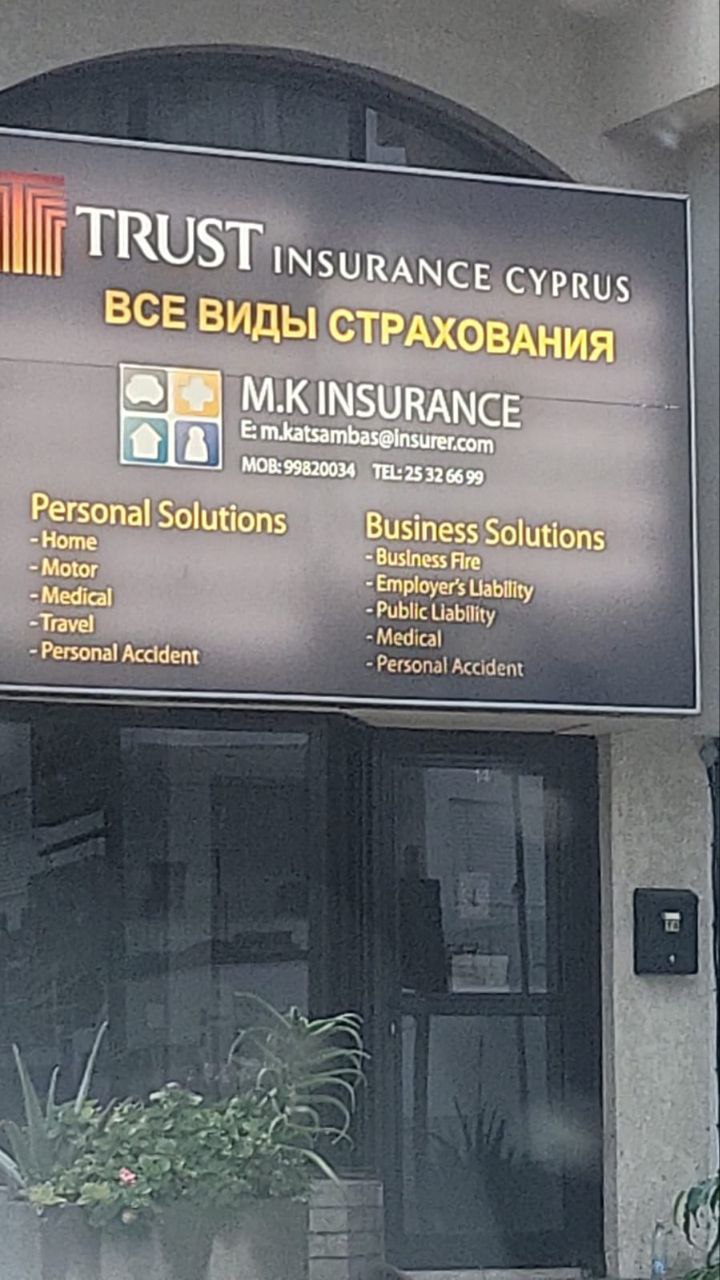 TRUST INSURANCE CYPRUS
ВСЕ ВИДЫ СТРАХОВАНИЯ
M.K INSURANCE
E: m.katsambas@insurer.com
MOB: 99820034 TEL: 25 32 66 99
Personal Solutions
- Home
- Motor
- Medical
- Travel
- Personal Accident
Business Solutions
- Business Fire
- Employer's Liability
- Public Liability
- Medical
- Personal Accident
14